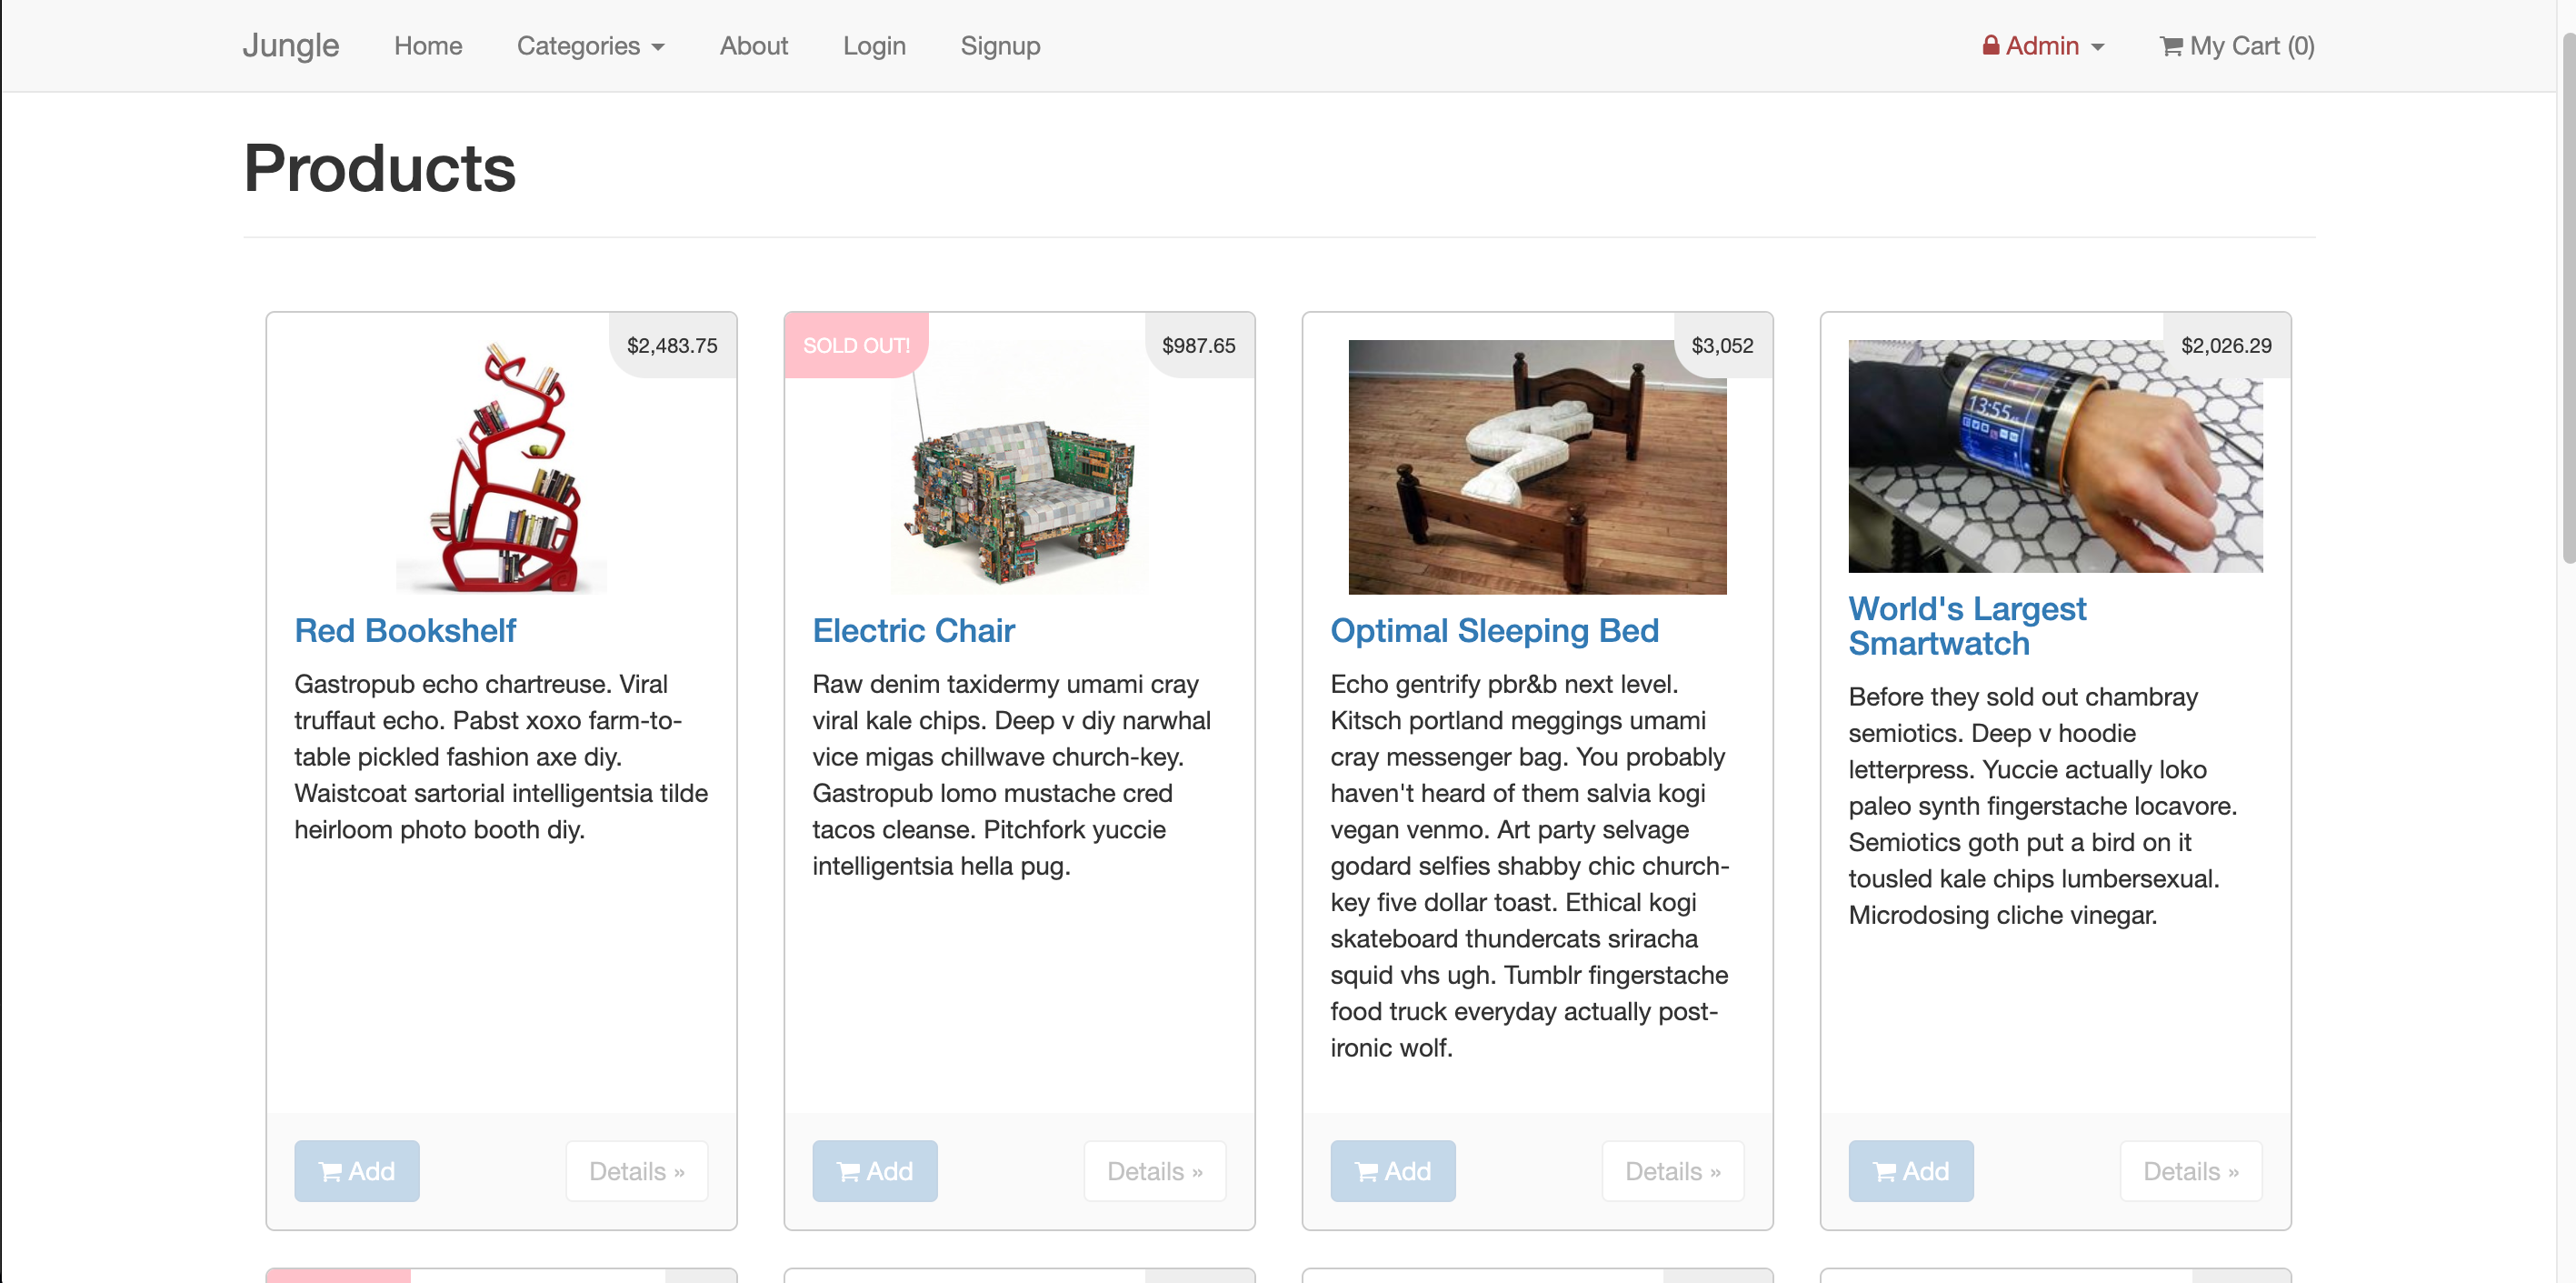 Jungle Home Categories About Login Signup Admin My Cart (0)
Products
$2,483.75
Red Bookshelf
Gastropub echo chartreuse. Viral
truffaut echo. Pabst xoxo farm-to-
table pickled fashion axe diy.
Waistcoat sartorial intelligentsia tilde
heirloom photo booth diy.
Add Details »
SOLD OUT! $987.65
Electric Chair
Raw denim taxidermy umami cray
viral kale chips. Deep v diy narwhal
vice migas chillwave church-key.
Gastropub lomo mustache cred
tacos cleanse. Pitchfork yuccie
intelligentsia hella pug.
Add Details »
$3,052
Optimal Sleeping Bed
Echo gentrify pbr&b next level.
Kitsch portland meggings umami
cray messenger bag. You probably
haven't heard of them salvia kogi
vegan venmo. Art party selvage
godard selfies shabby chic church-
key five dollar toast. Ethical kogi
skateboard thundercats sriracha
squid vhs ugh. Tumblr fingerstache
food truck everyday actually post-
ironic wolf.
Add Details »
$2,026.29
13:55
World's Largest
Smartwatch
Before they sold out chambray
semiotics. Deep v hoodie
letterpress. Yuccie actually loko
paleo synth fingerstache locavore.
Semiotics goth put a bird on it
tousled kale chips lumbersexual.
Microdosing cliche vinegar.
Add Details »